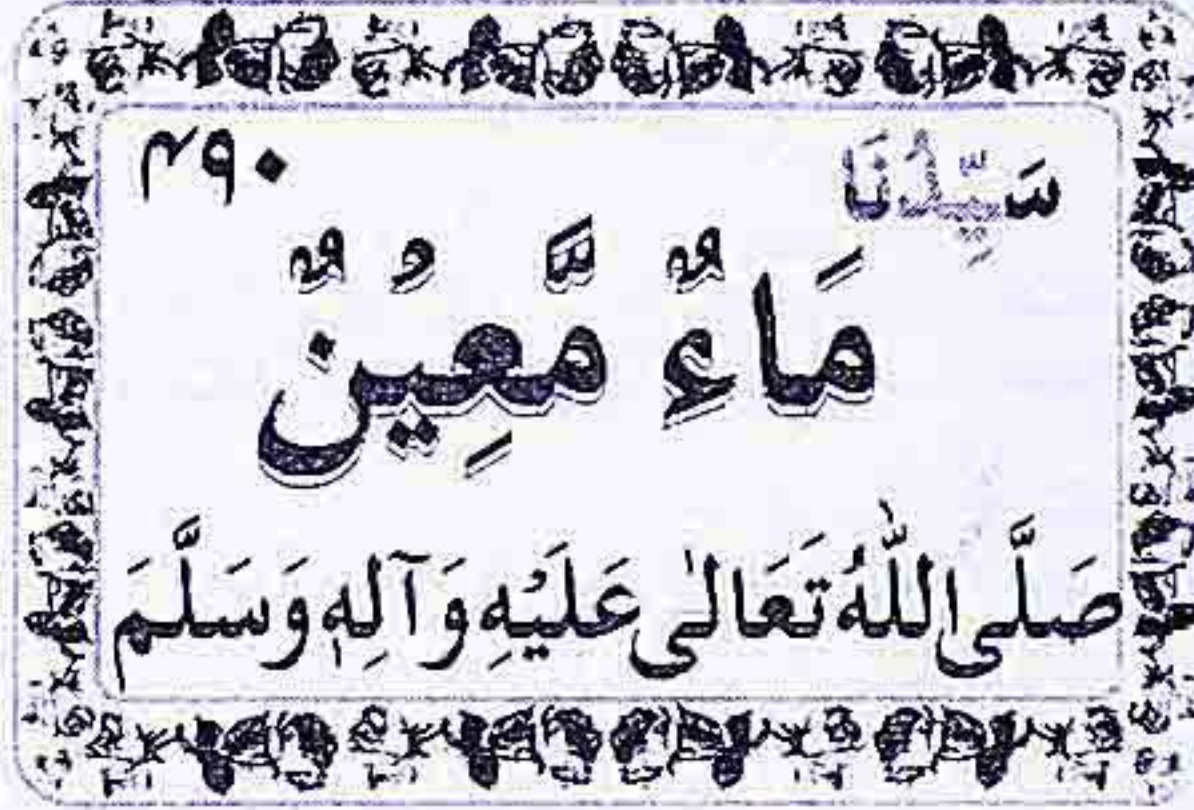 سَيِّدُنَا ۴۹۰
مَاءٌ مَّعِيُنٌ
صَلَّى اللّٰهُ تَعَالٰى عَلَيْهِ وَآلِهٖ وَسَلَّمَ